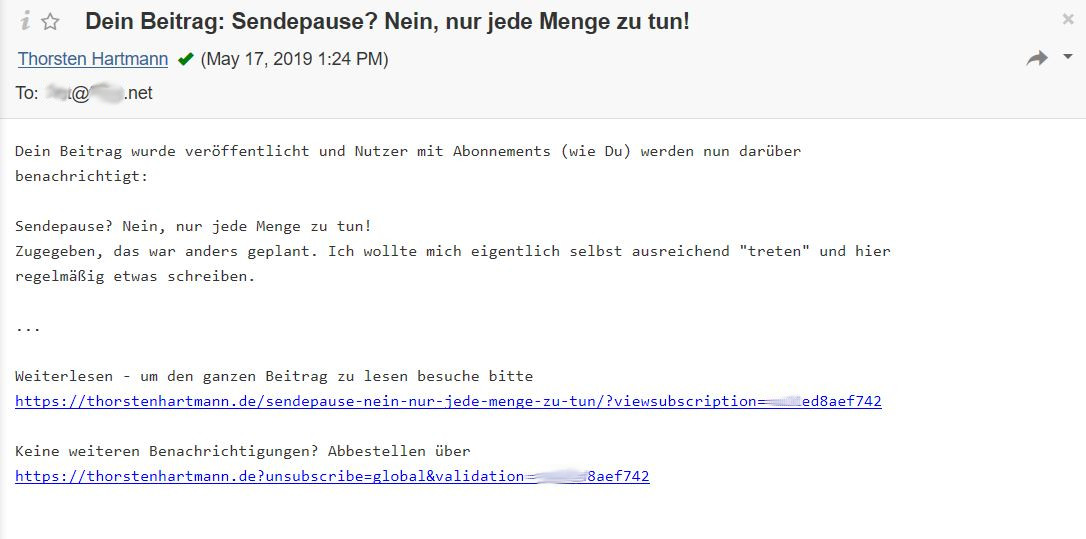 Dein Beitrag: Sendepause? Nein, nur jede Menge zu tun!
Thorsten Hartmann (May 17, 2019 1:24 PM)
To: @ .net
Dein Beitrag wurde veröffentlicht und Nutzer mit Abonnements (wie Du) werden nun darüber
benachrichtigt:
Sendepause? Nein, nur jede Menge zu tun!
Zugegeben, das war anders geplant. Ich wollte mich eigentlich selbst ausreichend "treten" und hier
regelmäßig etwas schreiben.
...
Weiterlesen - um den ganzen Beitrag zu lesen besuche bitte
https://thorstenhartmann.de/sendepause-nein-nur-jede-menge-zu-tun/?viewsubscription= ed8aef742
Keine weiteren Benachrichtigungen? Abbestellen über
https://thorstenhartmann.de?unsubscribe=global&validation= 8aef742